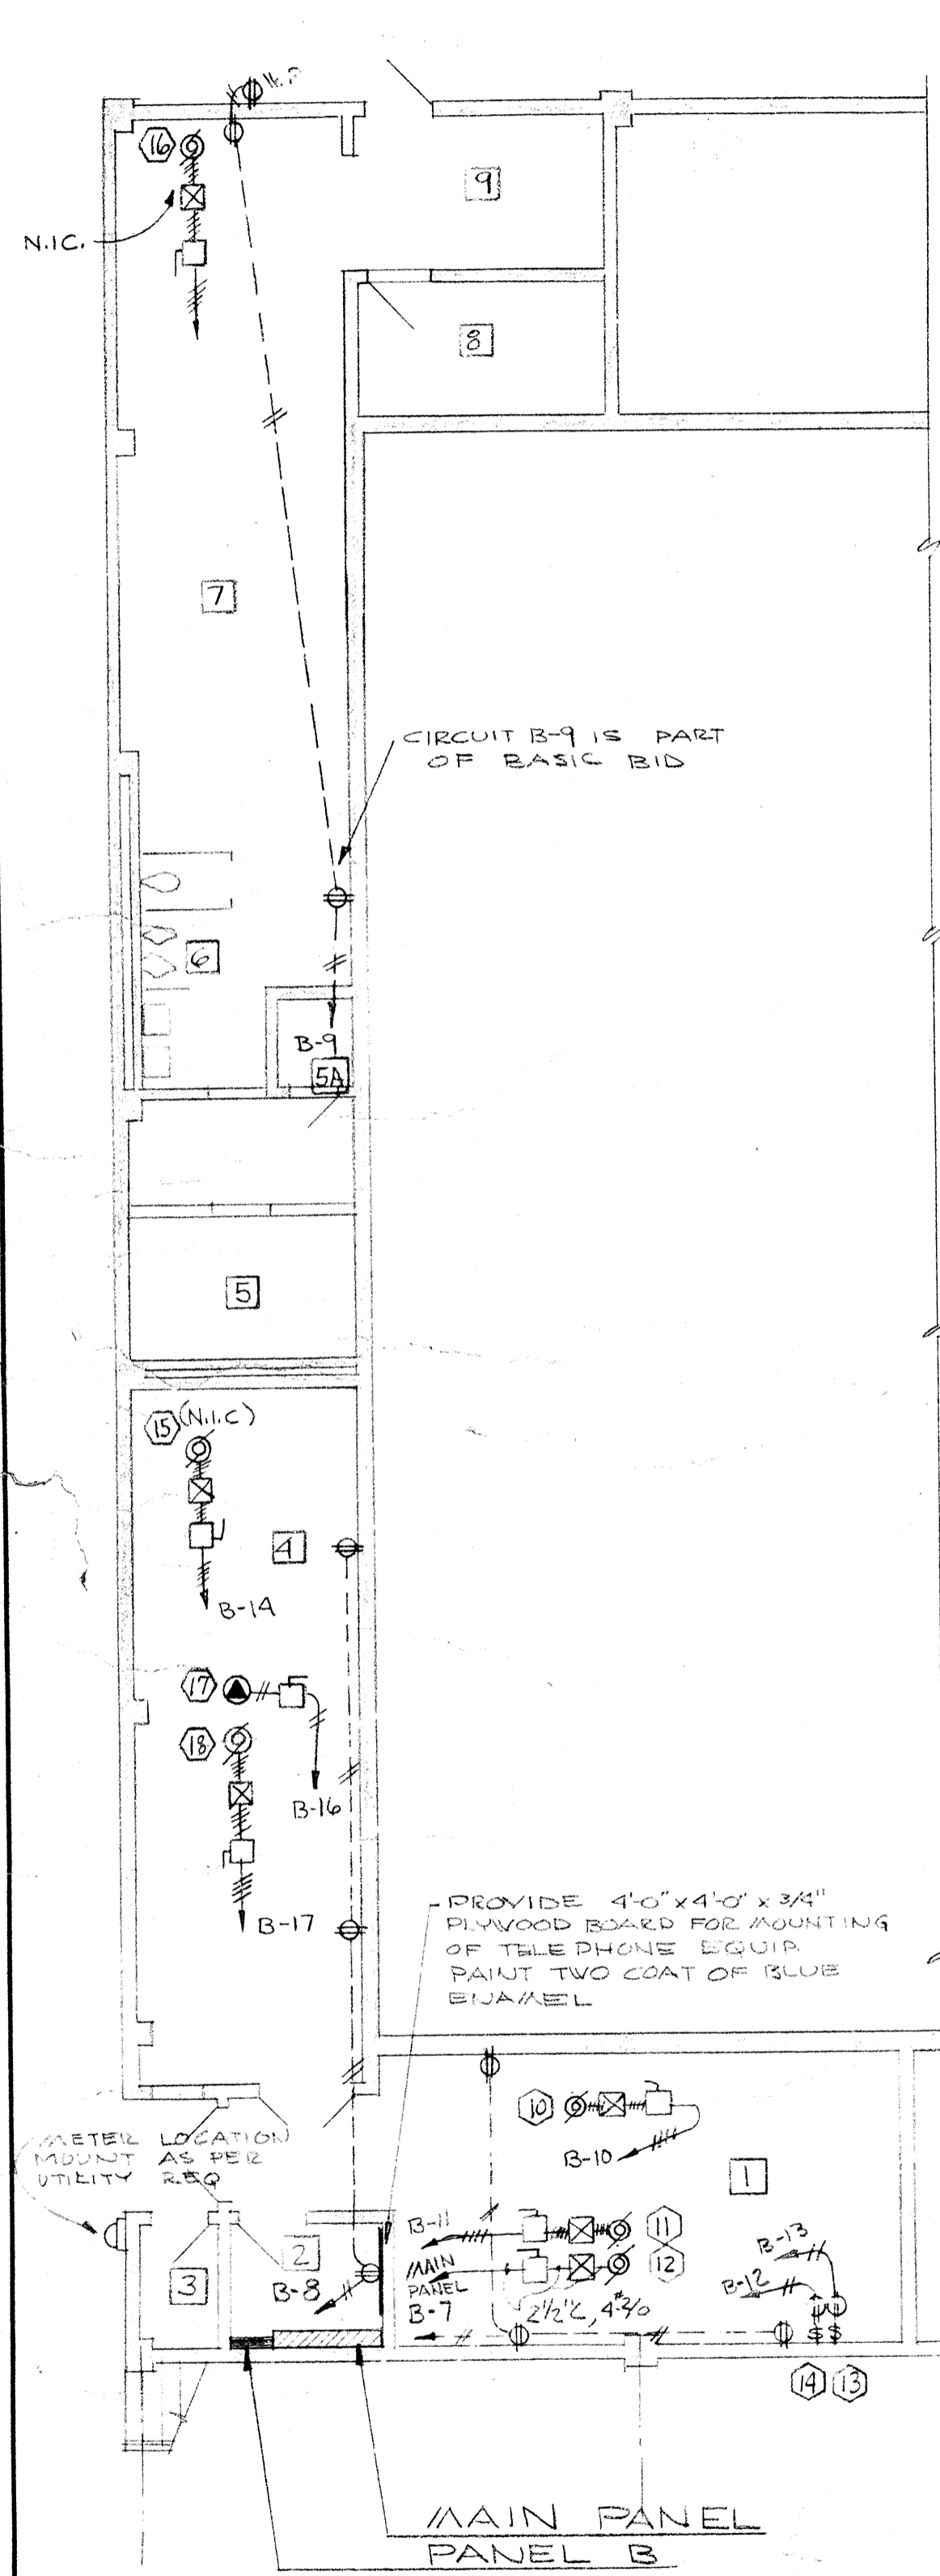 W.P.
16
9
N.I.C.
8
7
CIRCUIT B-9 IS PART
OF BASIC BID
6
B-9
5A
5
15 (N.I.C)
4
B-14
17
18
B-16
B-17
PROVIDE 4'-0" x 4'-0" x 3/4"
PLYWOOD BOARD FOR MOUNTING
OF TELEPHONE EQUIP.
PAINT TWO COAT OF BLUE
ENAMEL
10
METER LOCATION
MOUNT AS PER
UTILITY REQ
B-10
1
B-11
11
2
MAIN
PANEL
12
B-13
3
B-8
B-12
B-7
2 1/2"C, 4#3/0
$ $
14 13
MAIN PANEL
PANEL B